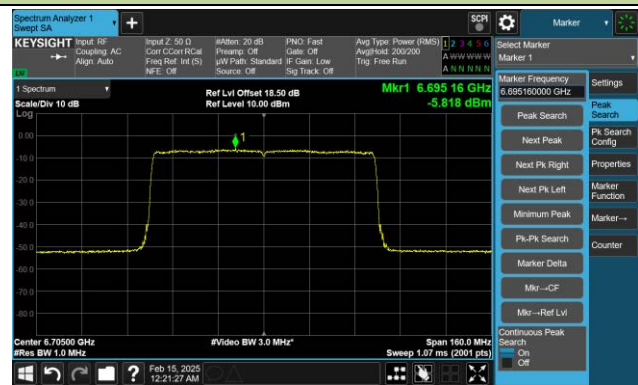 Spectrum Analyzer 1
Swept SA
SCPI
Marker
KEYSIGHT
Input: RF
Coupling: AC
Align: Auto
Input Z: 50 Ω
Corr CCorr RCal
Freq Ref: Int (S)
NFE: Off
#Atten: 20 dB
Preamp: Off
µW Path: Standard
Source: Off
PNO: Fast
Gate: Off
IF Gain: Low
Sig Track: Off
Avg Type: Power (RMS)
Avg|Hold: 200/200
Trig: Free Run
1 2 3 4 5 6
A W W W W W
A N N N N N
Select Marker
Marker 1
1 Spectrum
Scale/Div 10 dB
Log
Ref Lvl Offset 18.50 dB
Ref Level 10.00 dBm
Mkr1 6.695 16 GHz
-5.818 dBm
1
0.00
-10.0
-20.0
-30.0
-40.0
-50.0
-60.0
-70.0
-80.0
Center 6.70500 GHz
#Res BW 1.0 MHz
#Video BW 3.0 MHz*
Span 160.0 MHz
Sweep 1.07 ms (2001 pts)
Marker Frequency
6.695160000 GHz
Peak Search
Next Peak
Next Pk Right
Next Pk Left
Minimum Peak
Pk-Pk Search
Marker Delta
Mkr→CF
Mkr→Ref Lvl
Continuous Peak
Search
On
Off
Settings
Peak
Search
Pk Search
Config
Properties
Marker
Function
Marker→
Counter
?
Feb 15, 2025
12:21:27 AM